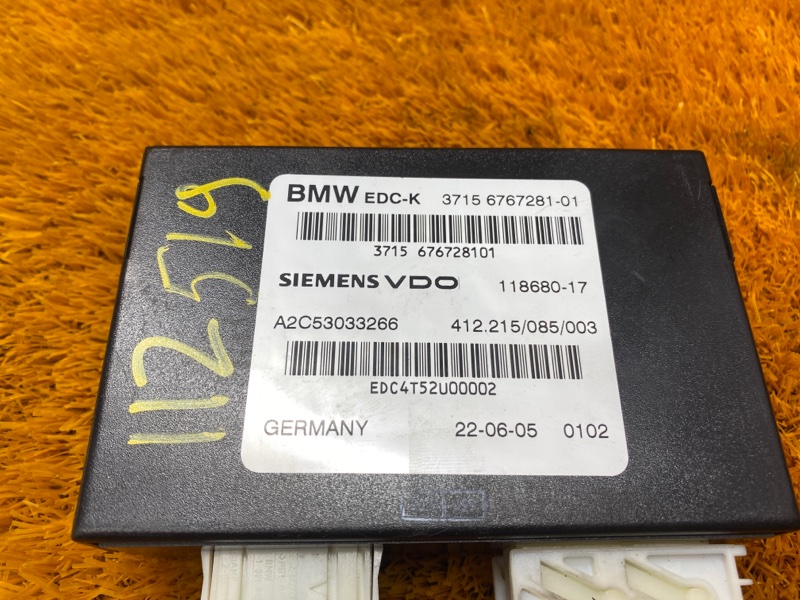 BMW EDC-K 3715 6767281-01
3715 676728101
SIEMENS VDO 118680-17
A2C53033266 412.215/085/003
EDC4T52U00002
GERMANY 22-06-05 0102
112519